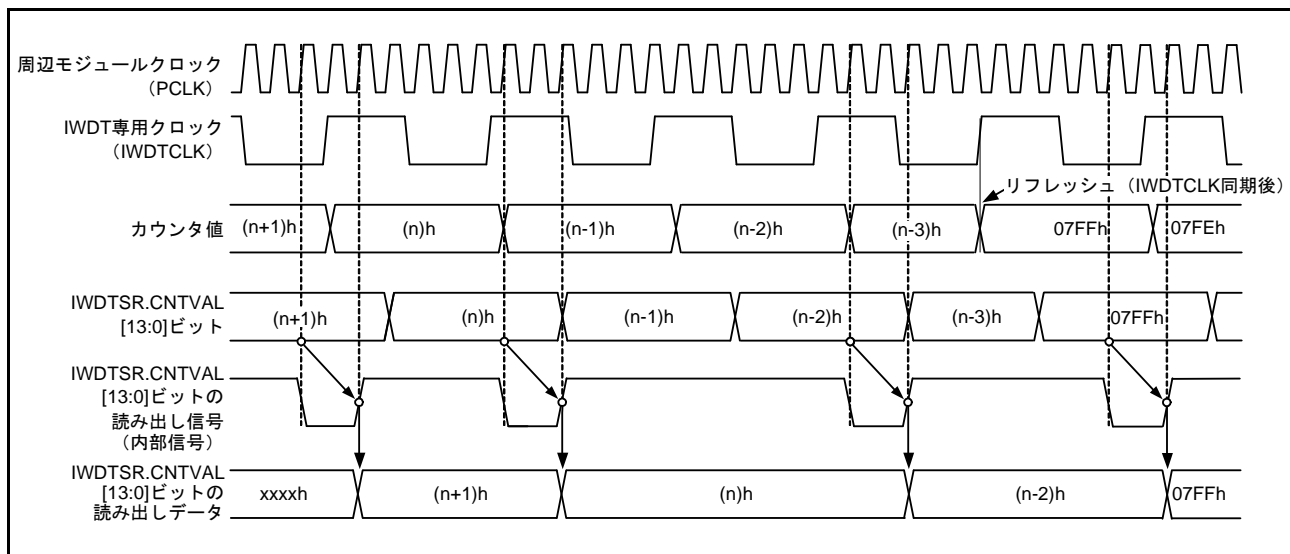 周辺モジュールクロック
(PCLK)
IWDT専用クロック
(IWDTCLK)
リフレッシュ (IWDTCLK同期後)
カウンタ値
(n+1)h
(n)h
(n-1)h
(n-2)h
(n-3)h
07FFh
07FEh
IWDTSR.CNTVAL
[13:0]ビット
(n+1)h
(n)h
(n-1)h
(n-2)h
(n-3)h
07FFh
IWDTSR.CNTVAL
[13:0]ビットの
読み出し信号
(内部信号)
IWDTSR.CNTVAL
[13:0]ビットの
読み出しデータ
xxxxh
(n+1)h
(n)h
(n-2)h
07FFh